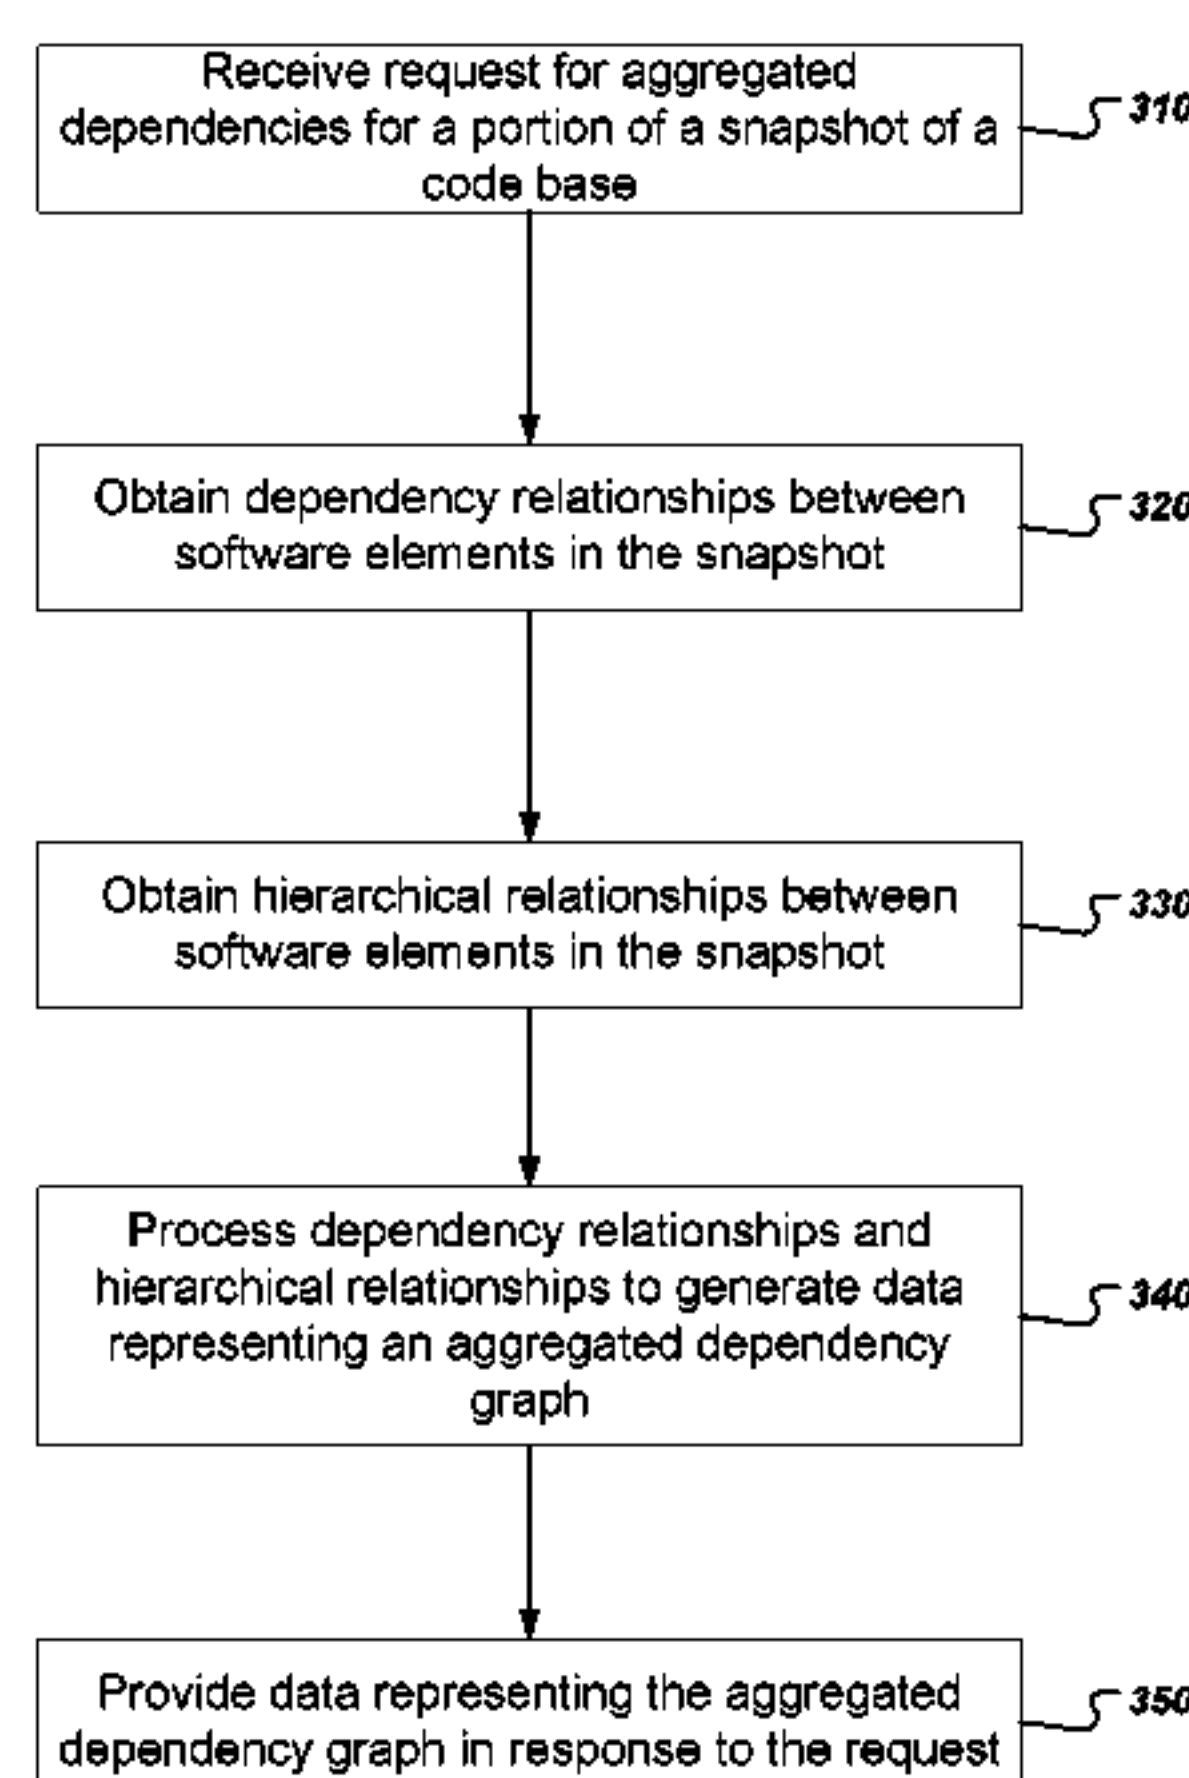 Receive request for aggregated
dependencies for a portion of a snapshot of a
code base
310
Obtain dependency relationships between
software elements in the snapshot
320
Obtain hierarchical relationships between
software elements in the snapshot
330
Process dependency relationships and
hierarchical relationships to generate data
representing an aggregated dependency
graph
340
Provide data representing the aggregated
dependency graph in response to the request
350